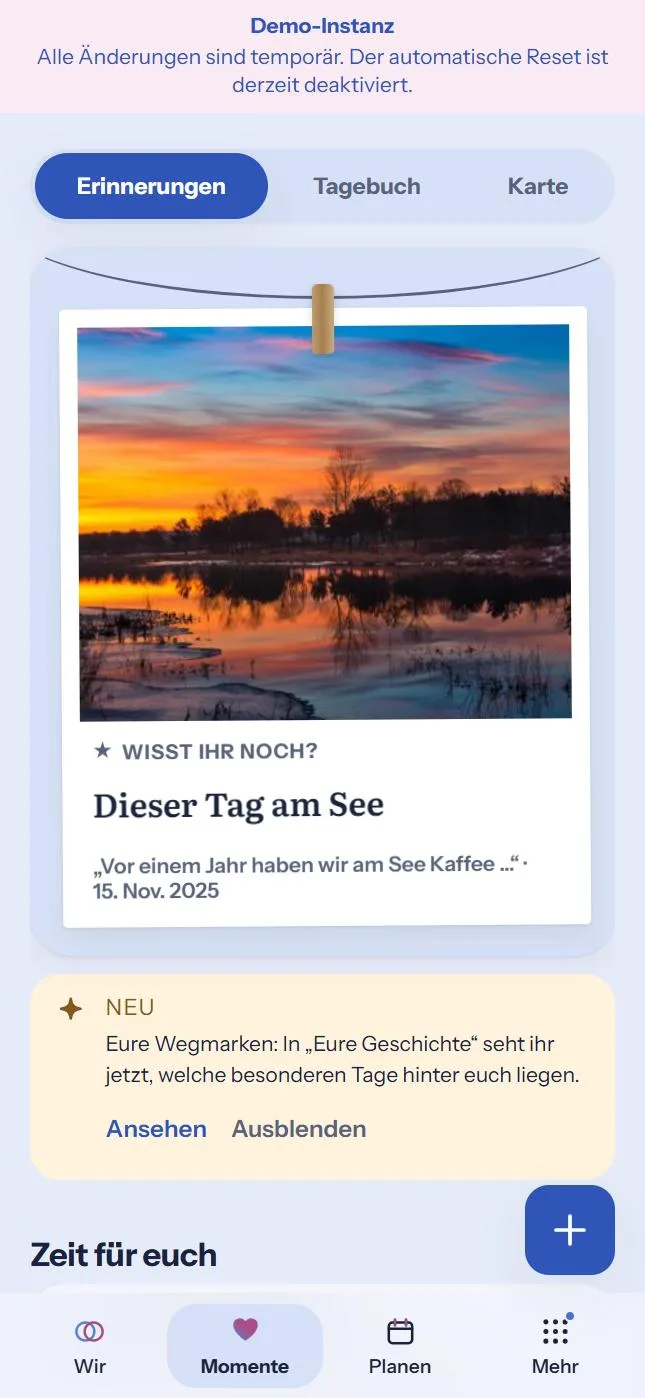 Demo-Instanz
Alle Änderungen sind temporär. Der automatische Reset ist
derzeit deaktiviert.
Erinnerungen
Tagebuch
Karte
WISST IHR NOCH?
Dieser Tag am See
„Vor einem Jahr haben wir am See Kaffee ...“ ·
15. Nov. 2025
NEU
Eure Wegmarken: In „Eure Geschichte“ seht ihr
jetzt, welche besonderen Tage hinter euch liegen.
Ansehen
Ausblenden
Zeit für euch
Wir
Momente
Planen
Mehr